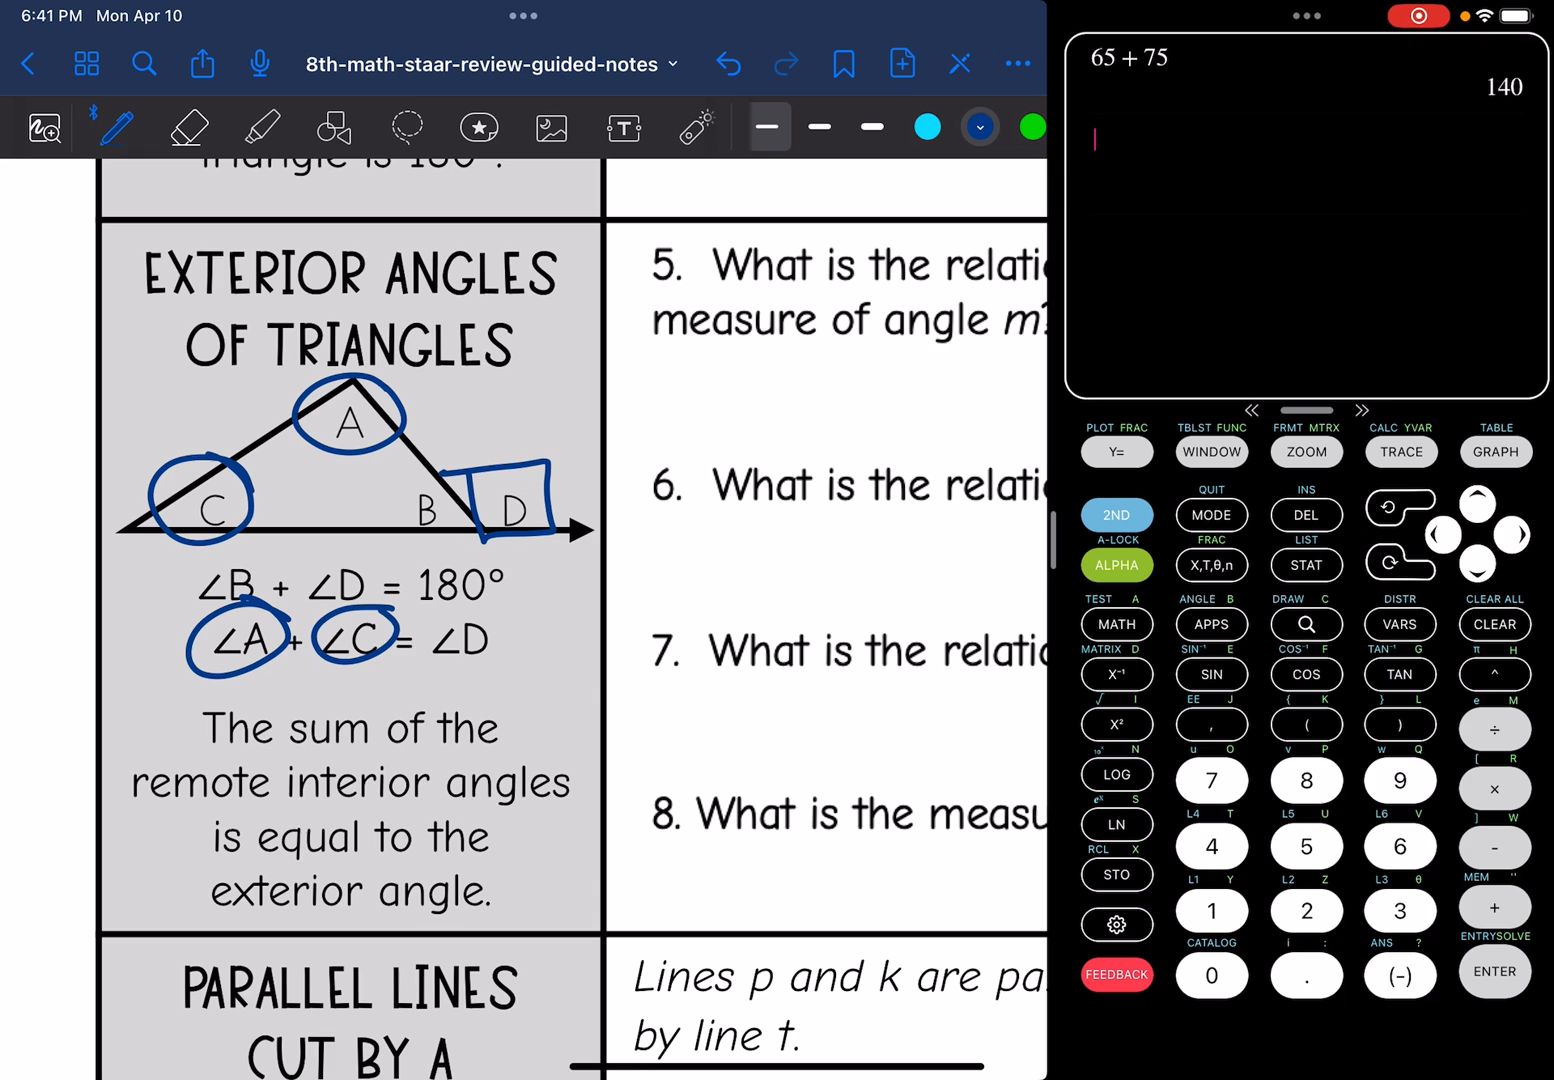 6:41 PM Mon Apr 10
8th-math-staar-review-guided-notes
EXTERIOR ANGLES
OF TRIANGLES
A
C B D
∠B + ∠D = 180°
∠A + ∠C = ∠D
The sum of the
remote interior angles
is equal to the
exterior angle.
PARALLEL LINES
CUT BY A
5. What is the
measure of angle m?
6. What is the
7. What is the
8. What is the
Lines p and k are
by line t.
65 + 75
140
PLOT FRAC TBLST FUNC FRMT MTRX CALC YVAR TABLE
Y= WINDOW ZOOM TRACE GRAPH
QUIT INS
2ND MODE DEL
A-LOCK FRAC LIST
ALPHA X,T,θ,n STAT
TEST A ANGLE B DRAW C DISTR CLEAR ALL
MATH APPS VARS CLEAR
MATRIX D SIN⁻¹ E COS⁻¹ F TAN⁻¹ G π H
X⁻¹ SIN COS TAN ^
√ I EE J { K } L e M
X² , ( ) ÷
10ˣ N u O v P w Q [ R
LOG 7 8 9 ×
eˣ S L4 T L5 U L6 V ] W
LN 4 5 6 -
RCL X L1 Y L2 Z L3 θ MEM "
STO 1 2 3 +
CATALOG i : ANS ? ENTRY SOLVE
FEEDBACK 0 . (-) ENTER